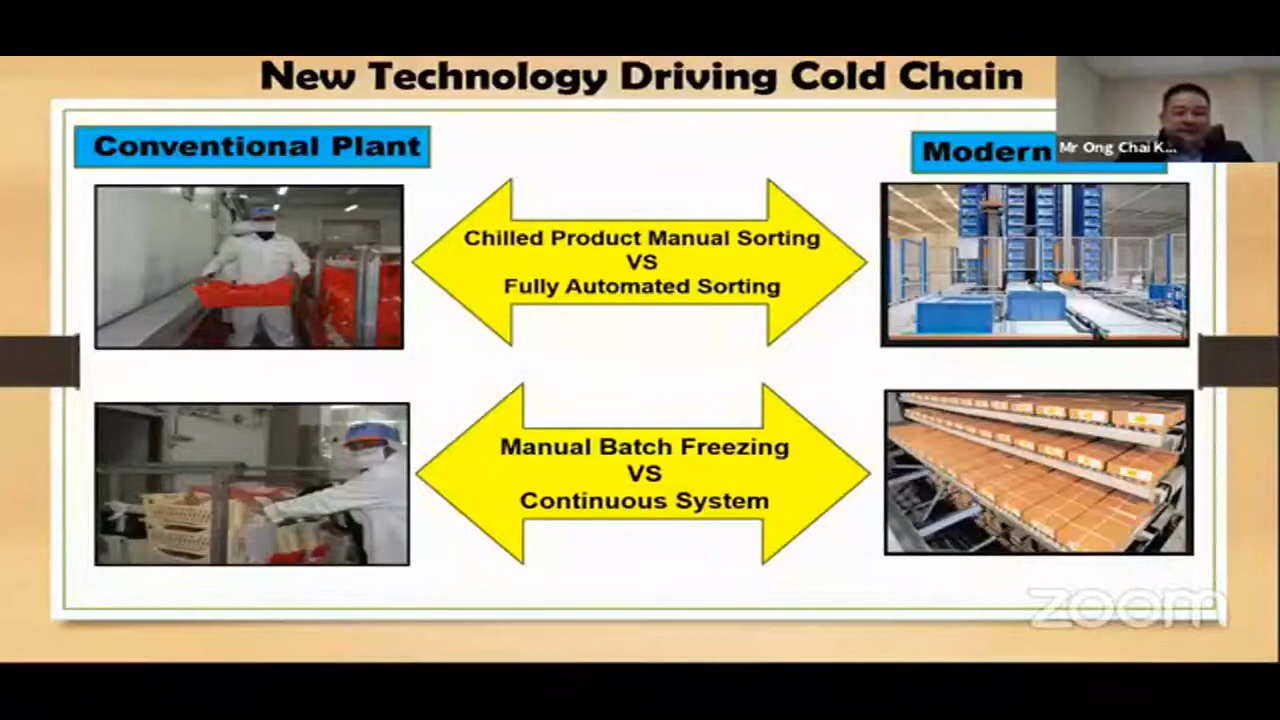 New Technology Driving Cold Chain
Mr Ong Chai K...
Conventional Plant
Modern
Chilled Product Manual Sorting
VS
Fully Automated Sorting
Manual Batch Freezing
VS
Continuous System
zoom